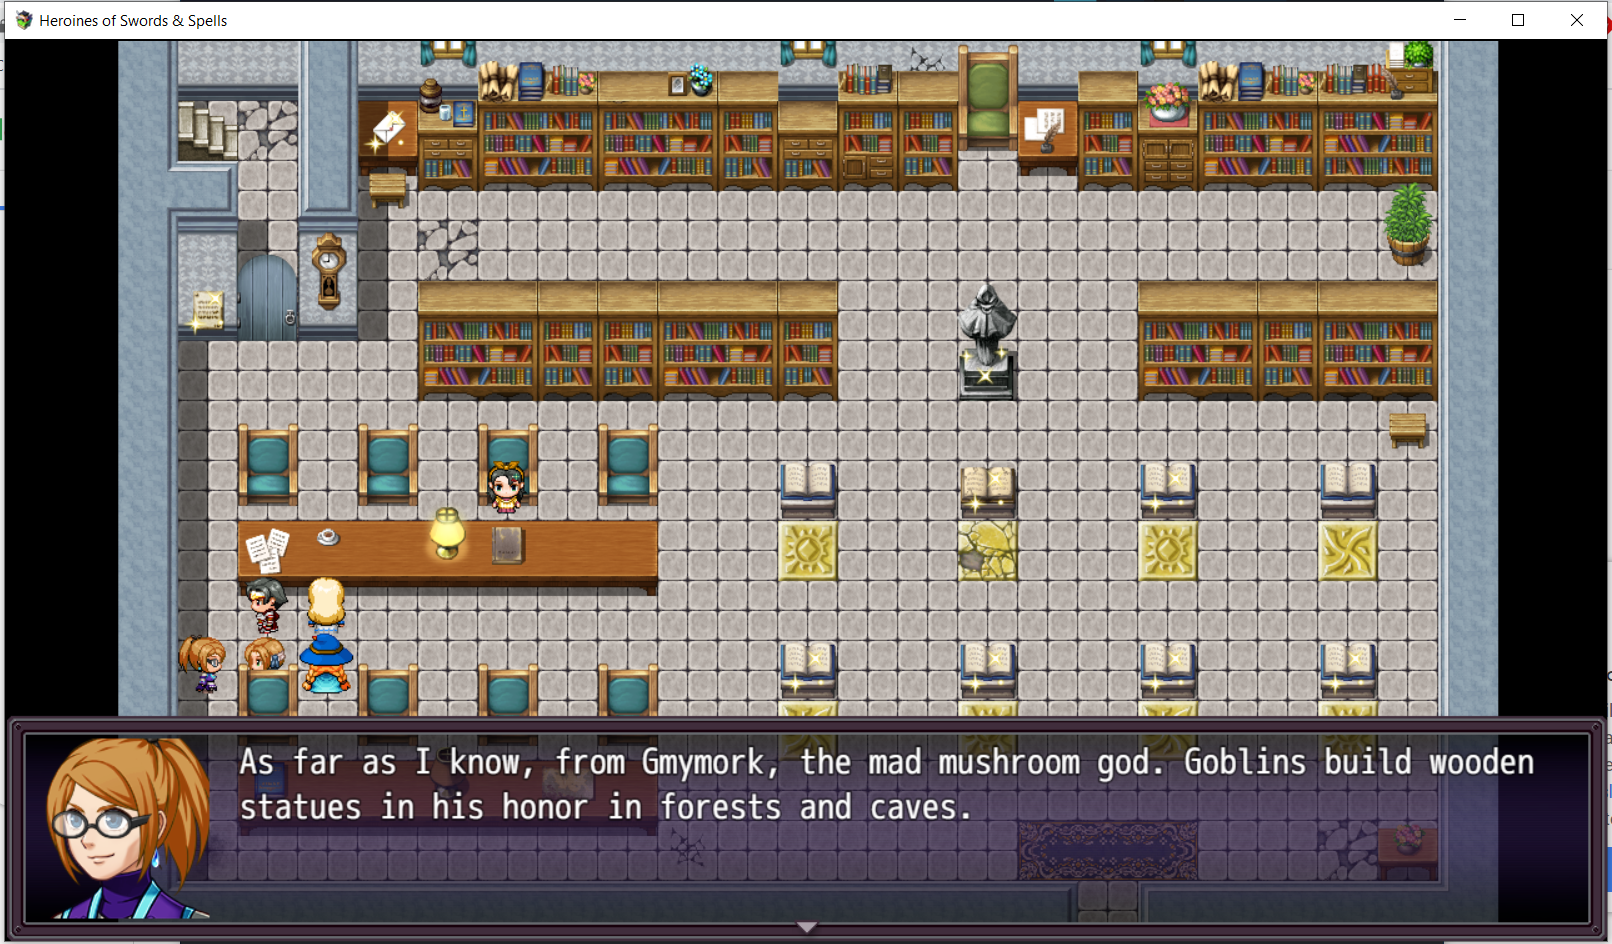 Heroines of Swords & Spells
As far as I know, from Gmymork, the mad mushroom god. Goblins build wooden
statues in his honor in forests and caves.